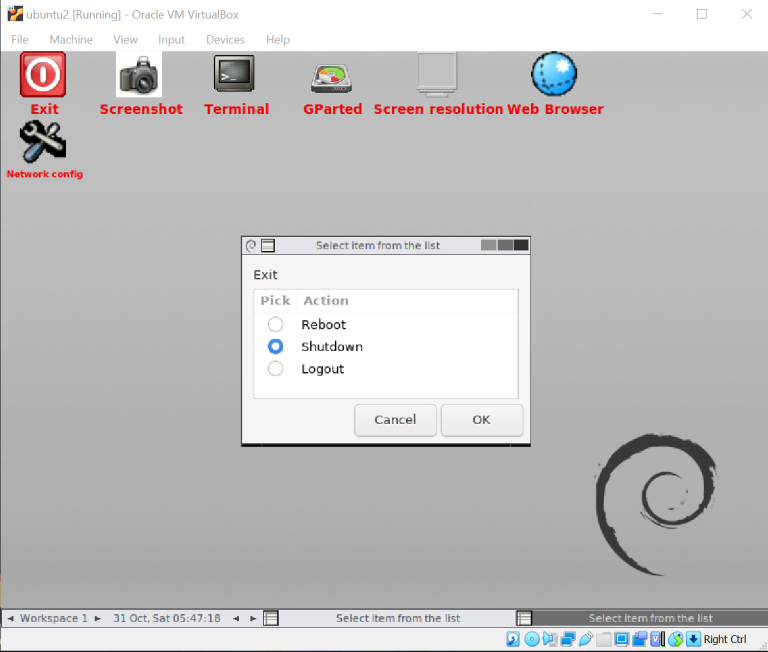 ubuntu2 [Running] - Oracle VM VirtualBox
File Machine View Input Devices Help
Exit Screenshot Terminal GParted Screen resolution Web Browser
Network config
Select item from the list
Exit
Pick Action
Reboot
Shutdown
Logout
Cancel OK
Workspace 1 31 Oct, Sat 05:47:18 Select item from the list Select item from the list
Right Ctrl